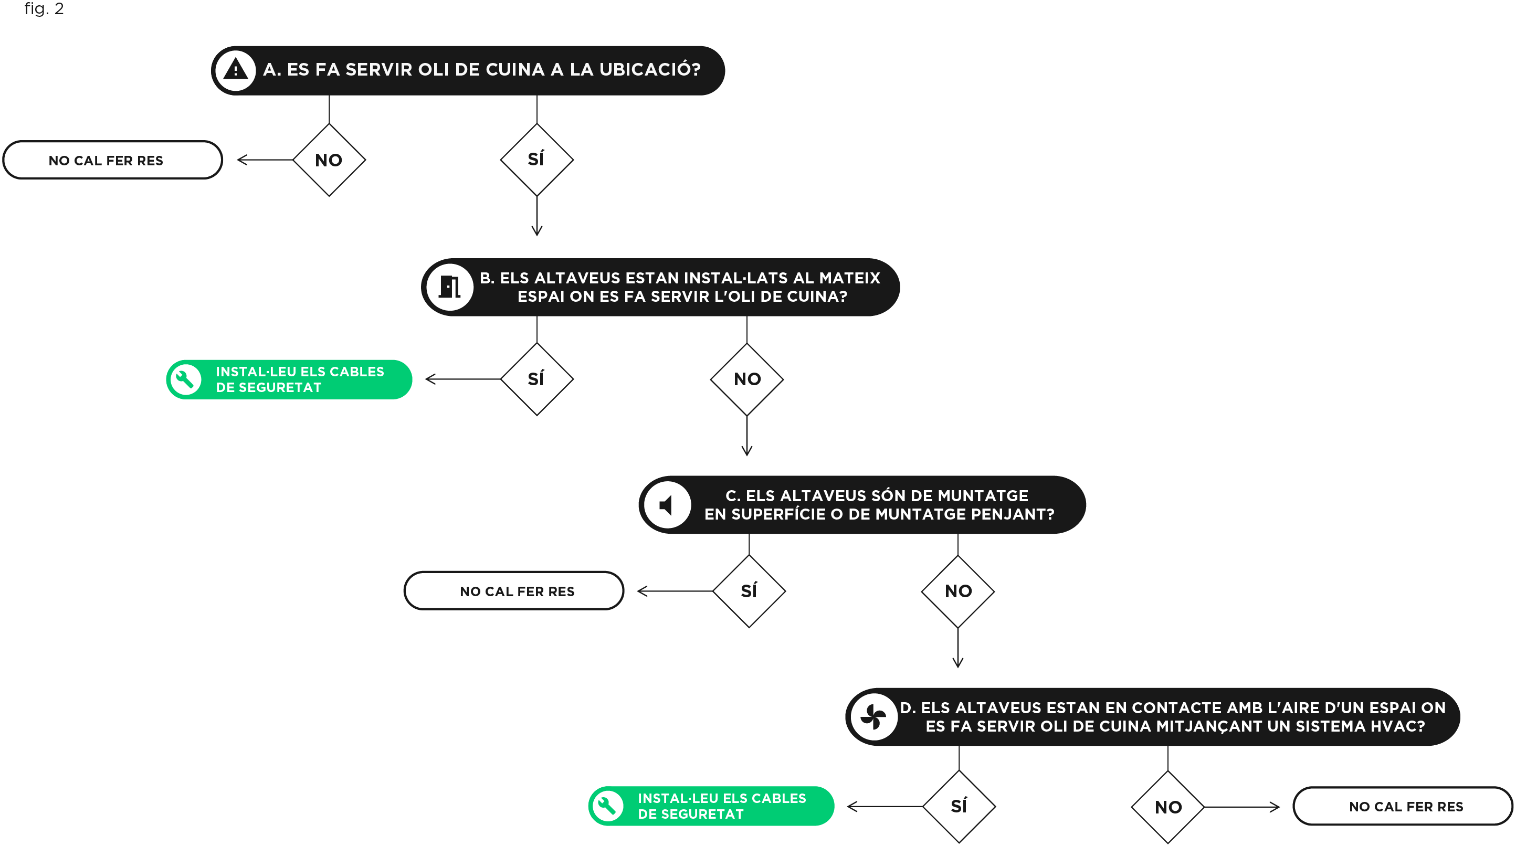 fig. 2
A. ES FA SERVIR OLI DE CUINA A LA UBICACIÓ?
NO CAL FER RES
NO
SÍ
B. ELS ALTAVEUS ESTAN INSTAL·LATS AL MATEIX
ESPAI ON ES FA SERVIR L'OLI DE CUINA?
INSTAL·LEU ELS CABLES
DE SEGURETAT
SÍ
NO
C. ELS ALTAVEUS SÓN DE MUNTATGE
EN SUPERFÍCIE O DE MUNTATGE PENJANT?
NO CAL FER RES
SÍ
NO
D. ELS ALTAVEUS ESTAN EN CONTACTE AMB L'AIRE D'UN ESPAI ON
ES FA SERVIR OLI DE CUINA MITJANÇANT UN SISTEMA HVAC?
INSTAL·LEU ELS CABLES
DE SEGURETAT
SÍ
NO
NO CAL FER RES